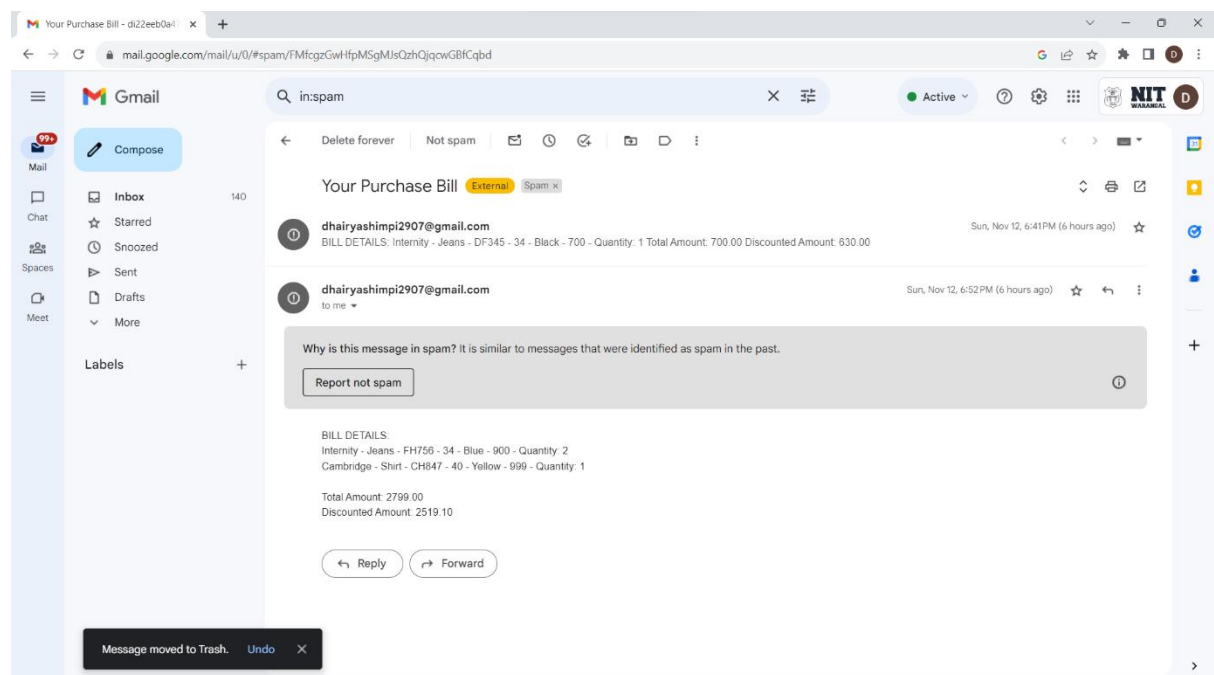 Your Purchase Bill - di22eeb0a4
mail.google.com/mail/u/0/#spam/FMfcgzGwHfpMSgMJsQzhQjqcwGBfCqbd
G
D
Gmail
in:spam
Active
NIT
WARANGAL
D
99+
Mail
Compose
Delete forever
Not spam
31
Your Purchase Bill External Spam ×
Chat
Inbox 140
Starred
dhairyashimpi2907@gmail.com Sun, Nov 12, 6:41 PM (6 hours ago)
BILL DETAILS: Internity - Jeans - DF345 - 34 - Black - 700 - Quantity: 1 Total Amount: 700.00 Discounted Amount: 630.00
Spaces
Snoozed
Sent
Meet
Drafts
More
dhairyashimpi2907@gmail.com Sun, Nov 12, 6:52 PM (6 hours ago)
to me
Labels
Why is this message in spam? It is similar to messages that were identified as spam in the past.
Report not spam
BILL DETAILS:
Internity - Jeans - FH756 - 34 - Blue - 900 - Quantity: 2
Cambridge - Shirt - CH847 - 40 - Yellow - 999 - Quantity: 1
Total Amount: 2799.00
Discounted Amount: 2519.10
Reply
Forward
Message moved to Trash. Undo